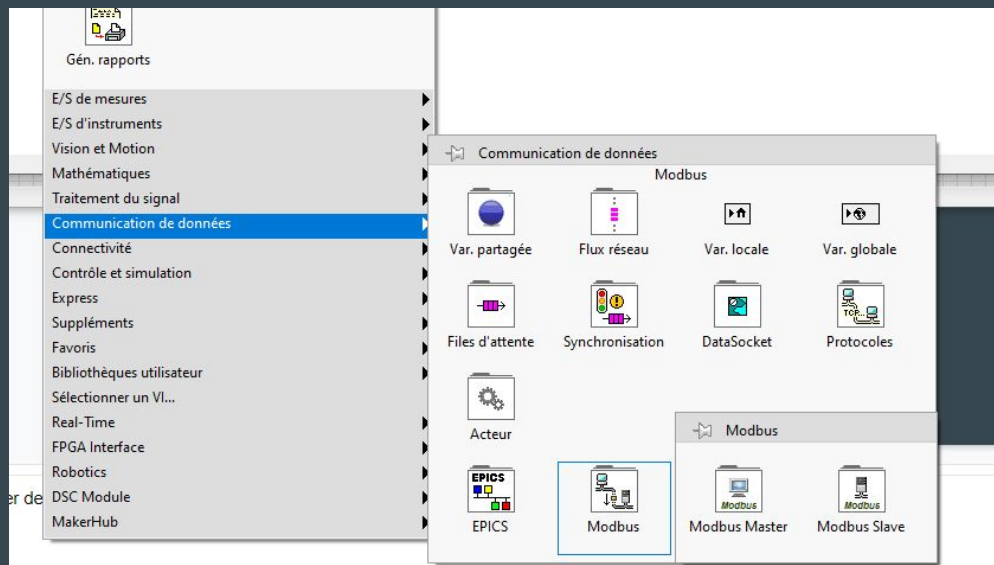 Gén. rapports
E/S de mesures
E/S d'instruments
Vision et Motion
Mathématiques
Traitement du signal
Communication de données
Connectivité
Contrôle et simulation
Express
Suppléments
Favoris
Bibliothèques utilisateur
Sélectionner un VI...
Real-Time
FPGA Interface
Robotics
DSC Module
MakerHub
er de
Communication de données
Modbus
Var. partagée
Flux réseau
Var. locale
Var. globale
Files d'attente
Synchronisation
DataSocket
TCP...
Protocoles
Acteur
EPICS
EPICS
Modbus
Modbus
Modbus
Modbus Master
Modbus
Modbus Slave